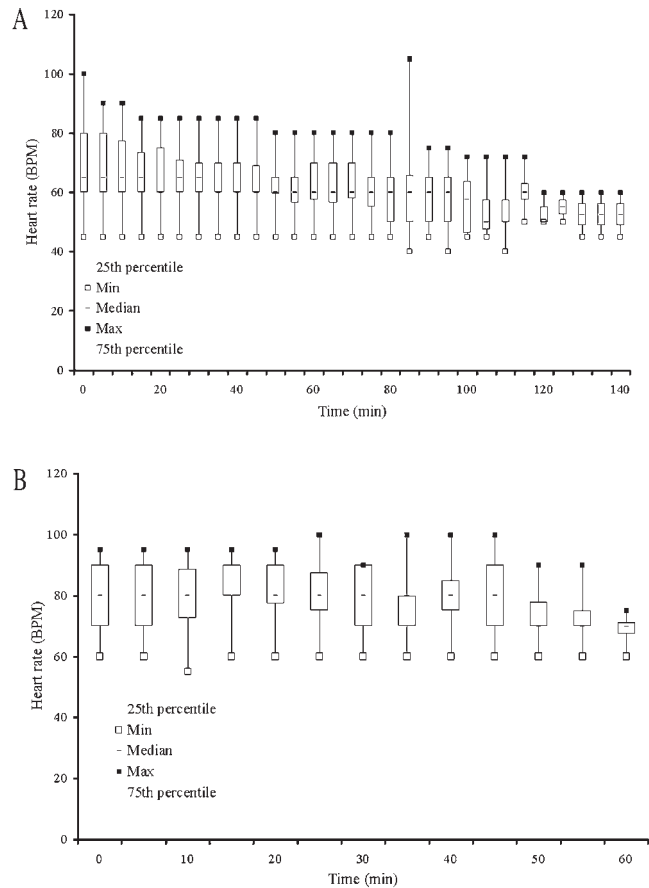 A
120
100
80
60
40
20
0
Heart rate (BPM)
25th percentile
Min
Median
Max
75th percentile
0 20 40 60 80 100 120 140
Time (min)
B
120
100
80
60
40
20
0
Heart rate (BPM)
25th percentile
Min
Median
Max
75th percentile
0 10 20 30 40 50 60
Time (min)